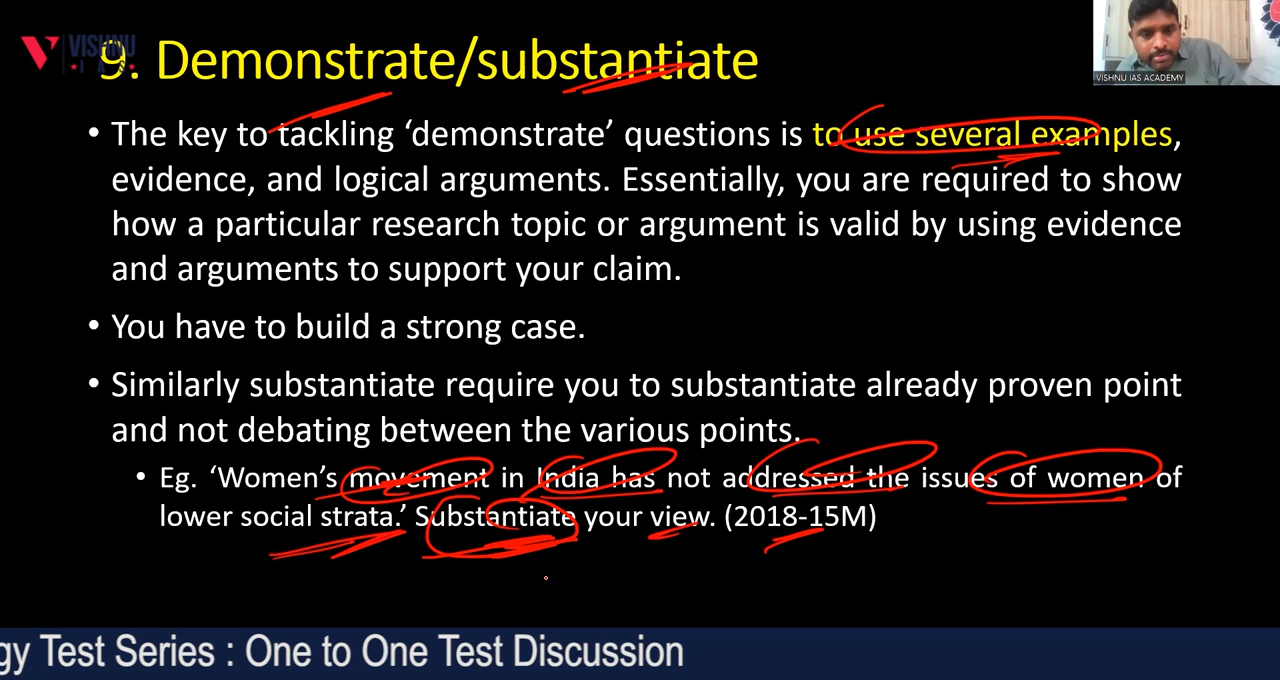 VISHNU
IAS
9. Demonstrate/substantiate
VISHNU IAS ACADEMY
• The key to tackling ‘demonstrate’ questions is to use several examples,
evidence, and logical arguments. Essentially, you are required to show
how a particular research topic or argument is valid by using evidence
and arguments to support your claim.
• You have to build a strong case.
• Similarly substantiate require you to substantiate already proven point
and not debating between the various points.
• Eg. ‘Women’s movement in India has not addressed the issues of women of
lower social strata.’ Substantiate your view. (2018-15M)
gy Test Series : One to One Test Discussion